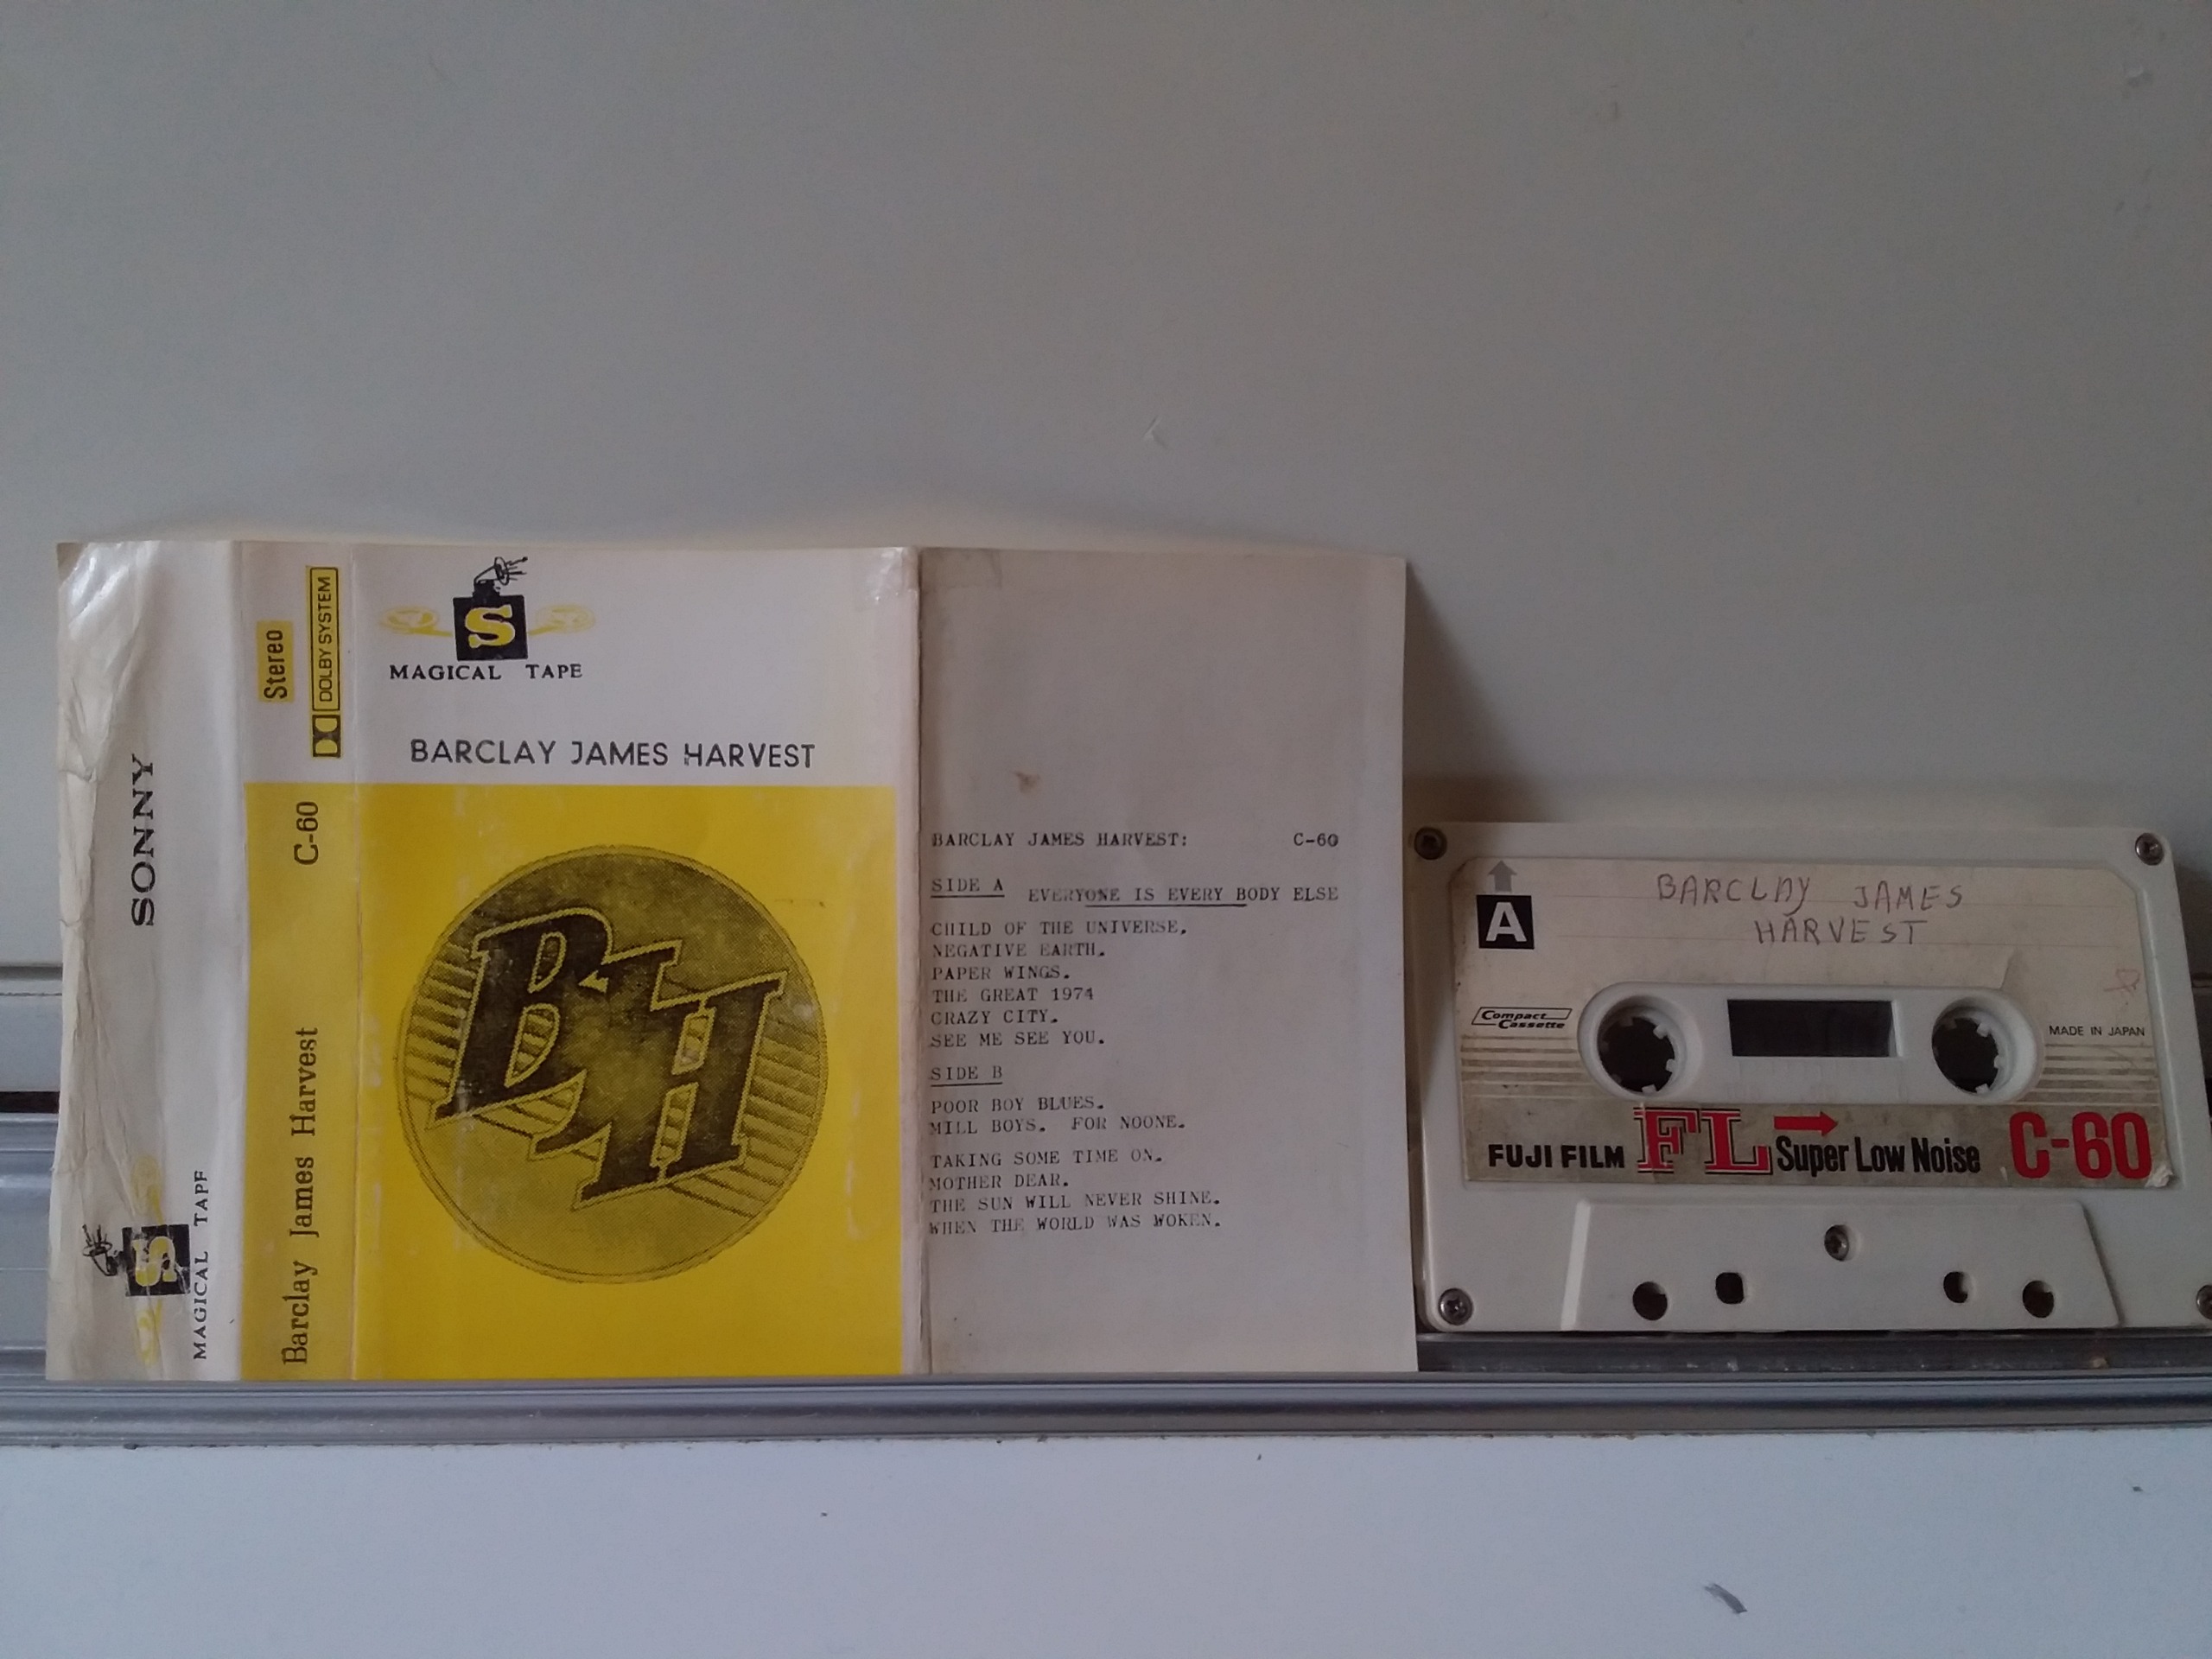 SONNY
S
MAGICAL TAPE
Stereo
DOLBY SYSTEM
C-60
Barclay James Harvest
S
MAGICAL TAPE
BARCLAY JAMES HARVEST
BJH
BARCLAY JAMES HARVEST: C-60
SIDE A EVERYONE IS EVERY BODY ELSE
CHILD OF THE UNIVERSE.
NEGATIVE EARTH.
PAPER WINGS.
THE GREAT 1974
CRAZY CITY.
SEE ME SEE YOU.
SIDE B
POOR BOY BLUES.
MILL BOYS. FOR NOONE.
TAKING SOME TIME ON.
MOTHER DEAR.
THE SUN WILL NEVER SHINE.
WHEN THE WORLD WAS WOKEN.
A
BARCLAY JAMES
HARVEST
Compact
Cassette
MADE IN JAPAN
FUJI FILM FL Super Low Noise C-60